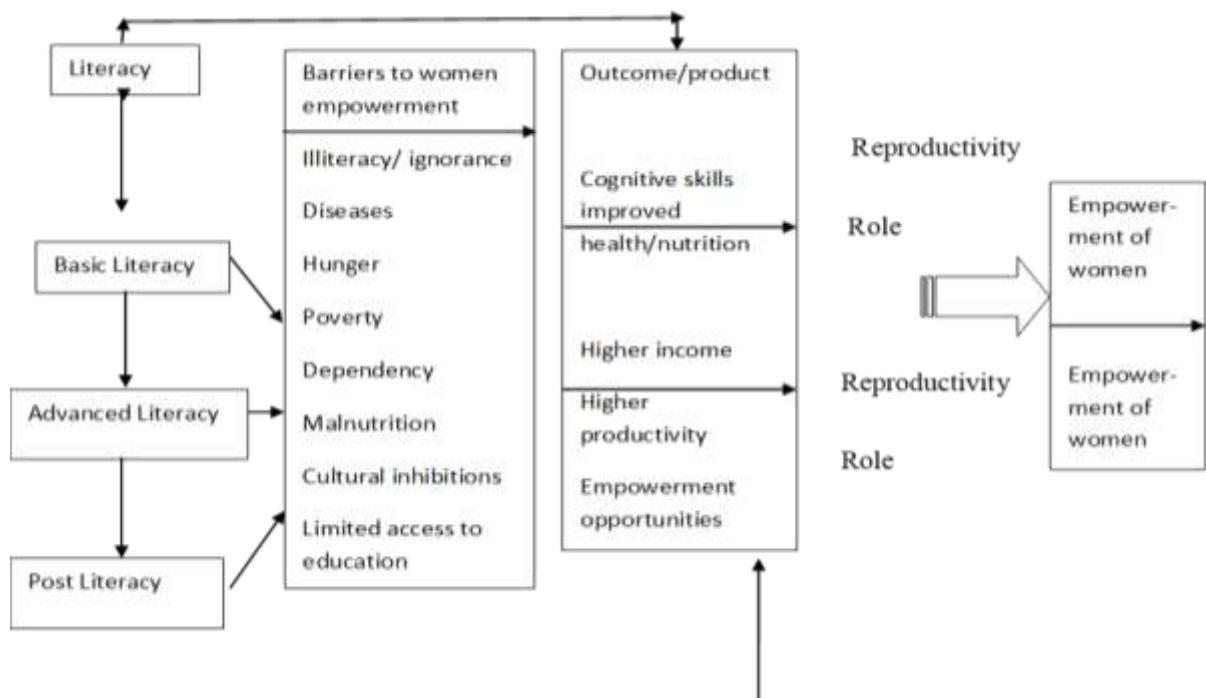 Literacy
Basic Literacy
Advanced Literacy
Post Literacy
Barriers to women
empowerment
Illiteracy/ ignorance
Diseases
Hunger
Poverty
Dependency
Malnutrition
Cultural inhibitions
Limited access to
education
Outcome/product
Cognitive skills
improved
health/nutrition
Higher income
Higher
productivity
Empowerment
opportunities
Reproductivity
Role
Reproductivity
Role
Empower-
ment of
women
Empower-
ment of
women